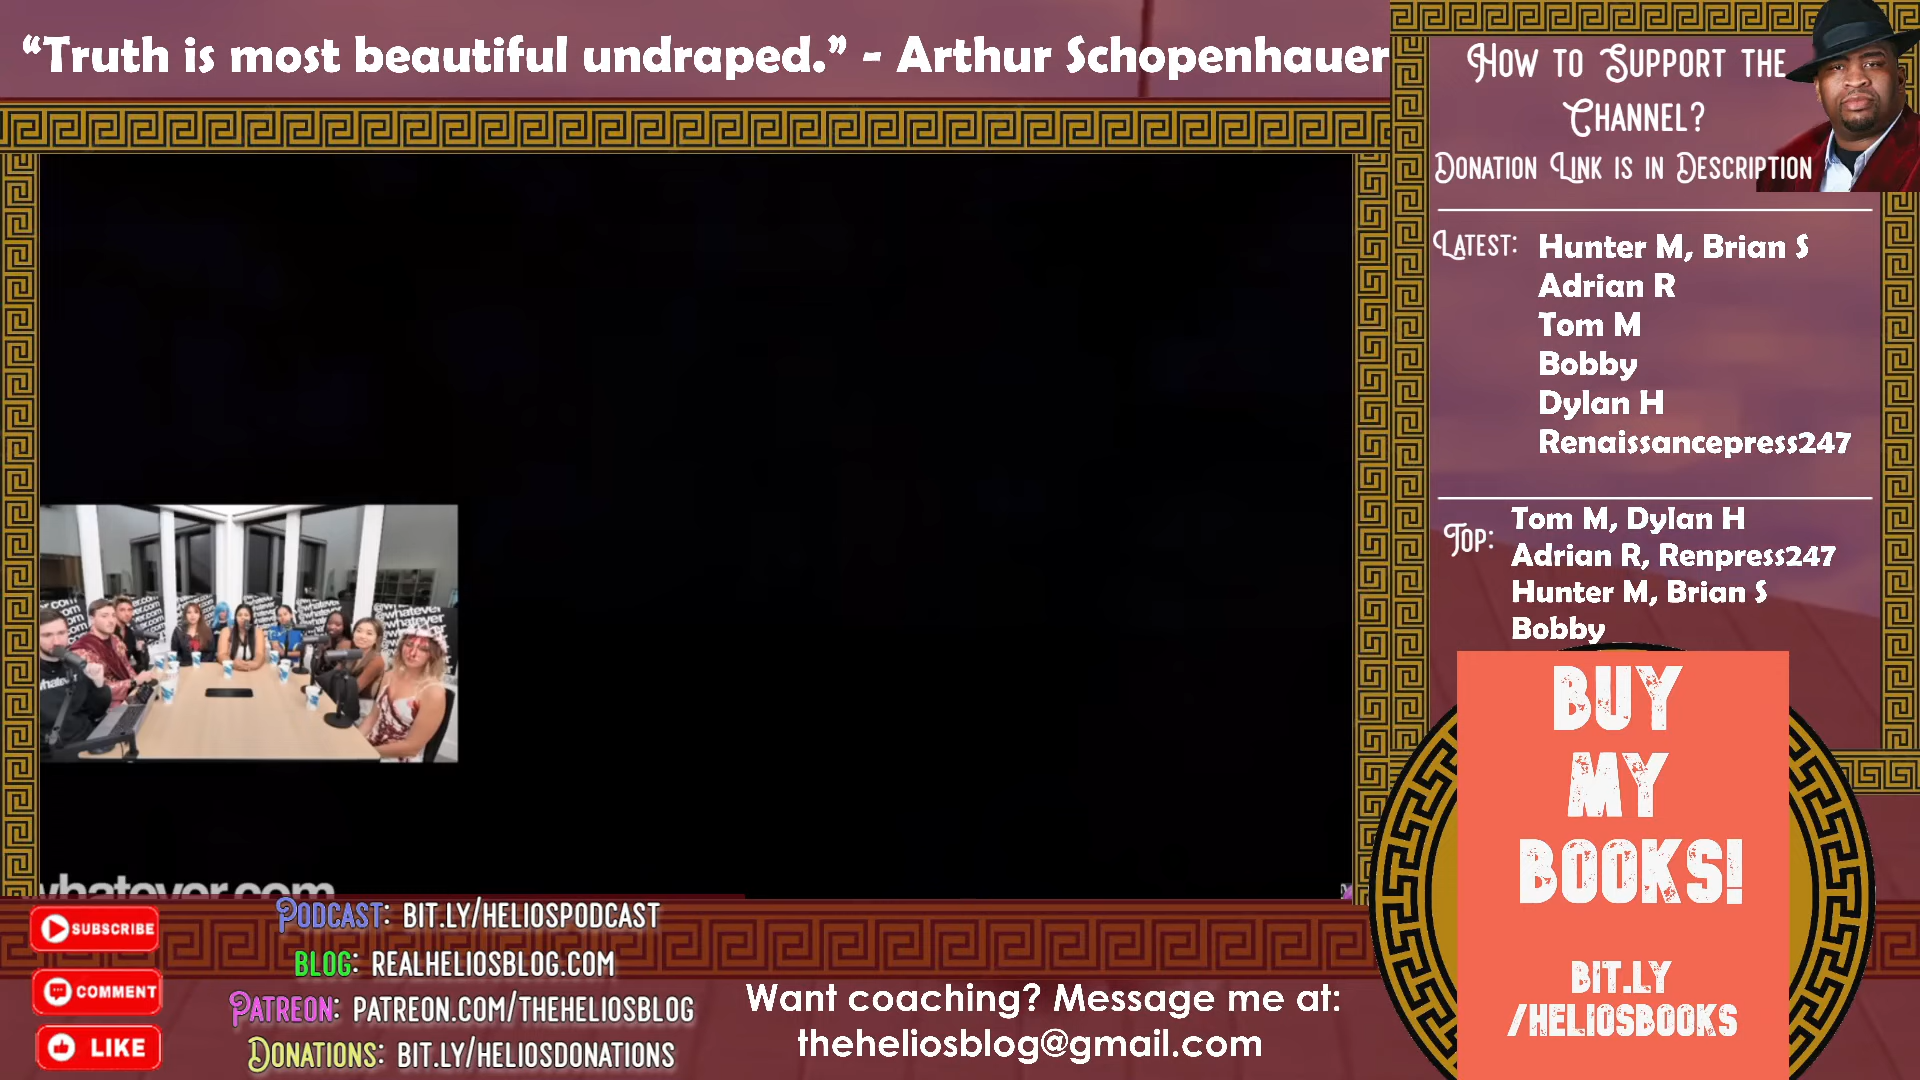 “Truth is most beautiful undraped.” - Arthur Schopenhauer
How to Support the
Channel?
Donation Link is in Description
Latest: Hunter M, Brian S
Adrian R
Tom M
Bobby
Dylan H
Renaissancepress247
Top: Tom M, Dylan H
Adrian R, Renpress247
Hunter M, Brian S
Bobby
@whatever
whatever.com
BUY
MY
BOOKS!
BIT.LY
/HELIOSBOOKS
SUBSCRIBE
COMMENT
LIKE
Podcast: bit.ly/heliospodcast
Blog: realheliosblog.com
Patreon: patreon.com/theheliosblog
Donations: bit.ly/heliosdonations
Want coaching? Message me at:
theheliosblog@gmail.com